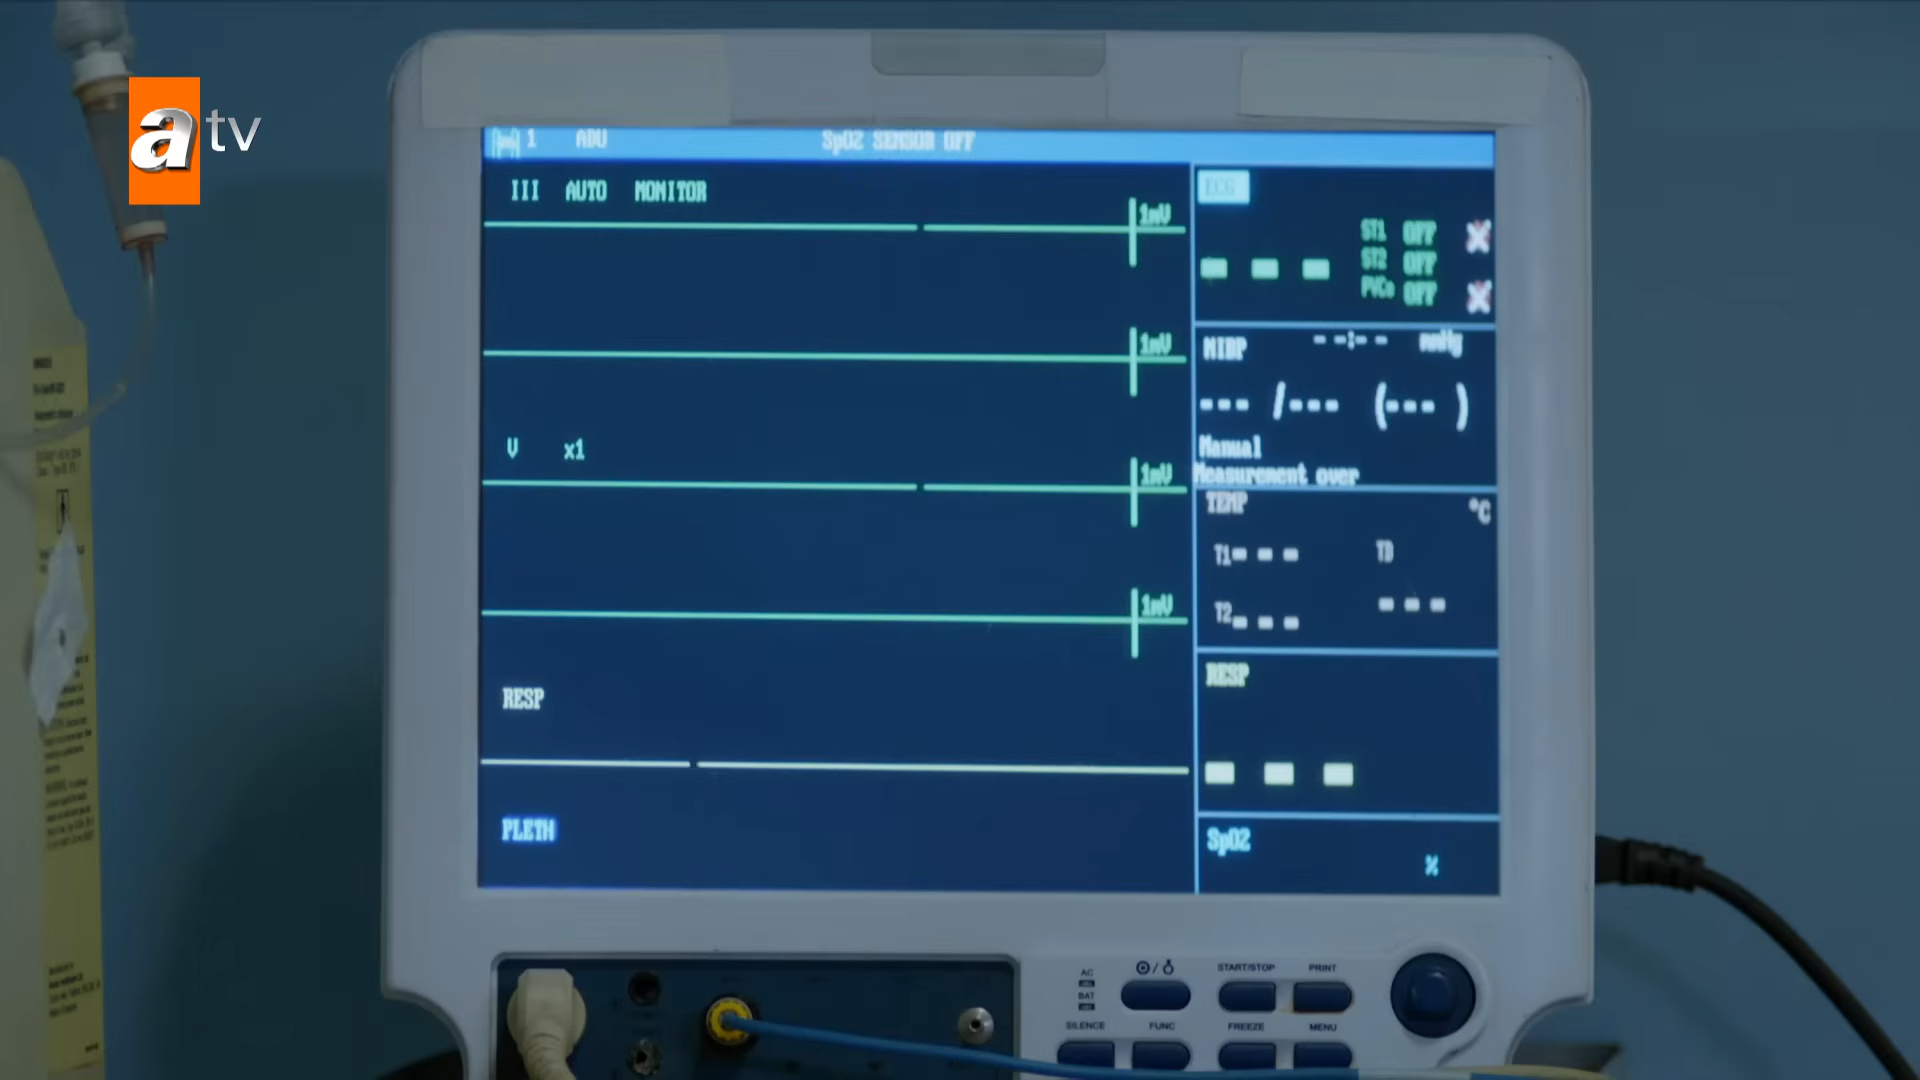 atv
1 ADU SpO2 SENSOR OFF
III AUTO MONITOR
1mV
1mV
V x1
1mV
1mV
RESP
PLETH
ECG
ST1 OFF
ST2 OFF
PVCs OFF
--- 
NIBP --:-- mmHg
---/--- (---)
Manual
Measurement over
TEMP °C
T1--- TD
T2--- ---
RESP
---
SpO2
%
AC
BAT
START/STOP PRINT
SILENCE FUNC FREEZE MENU